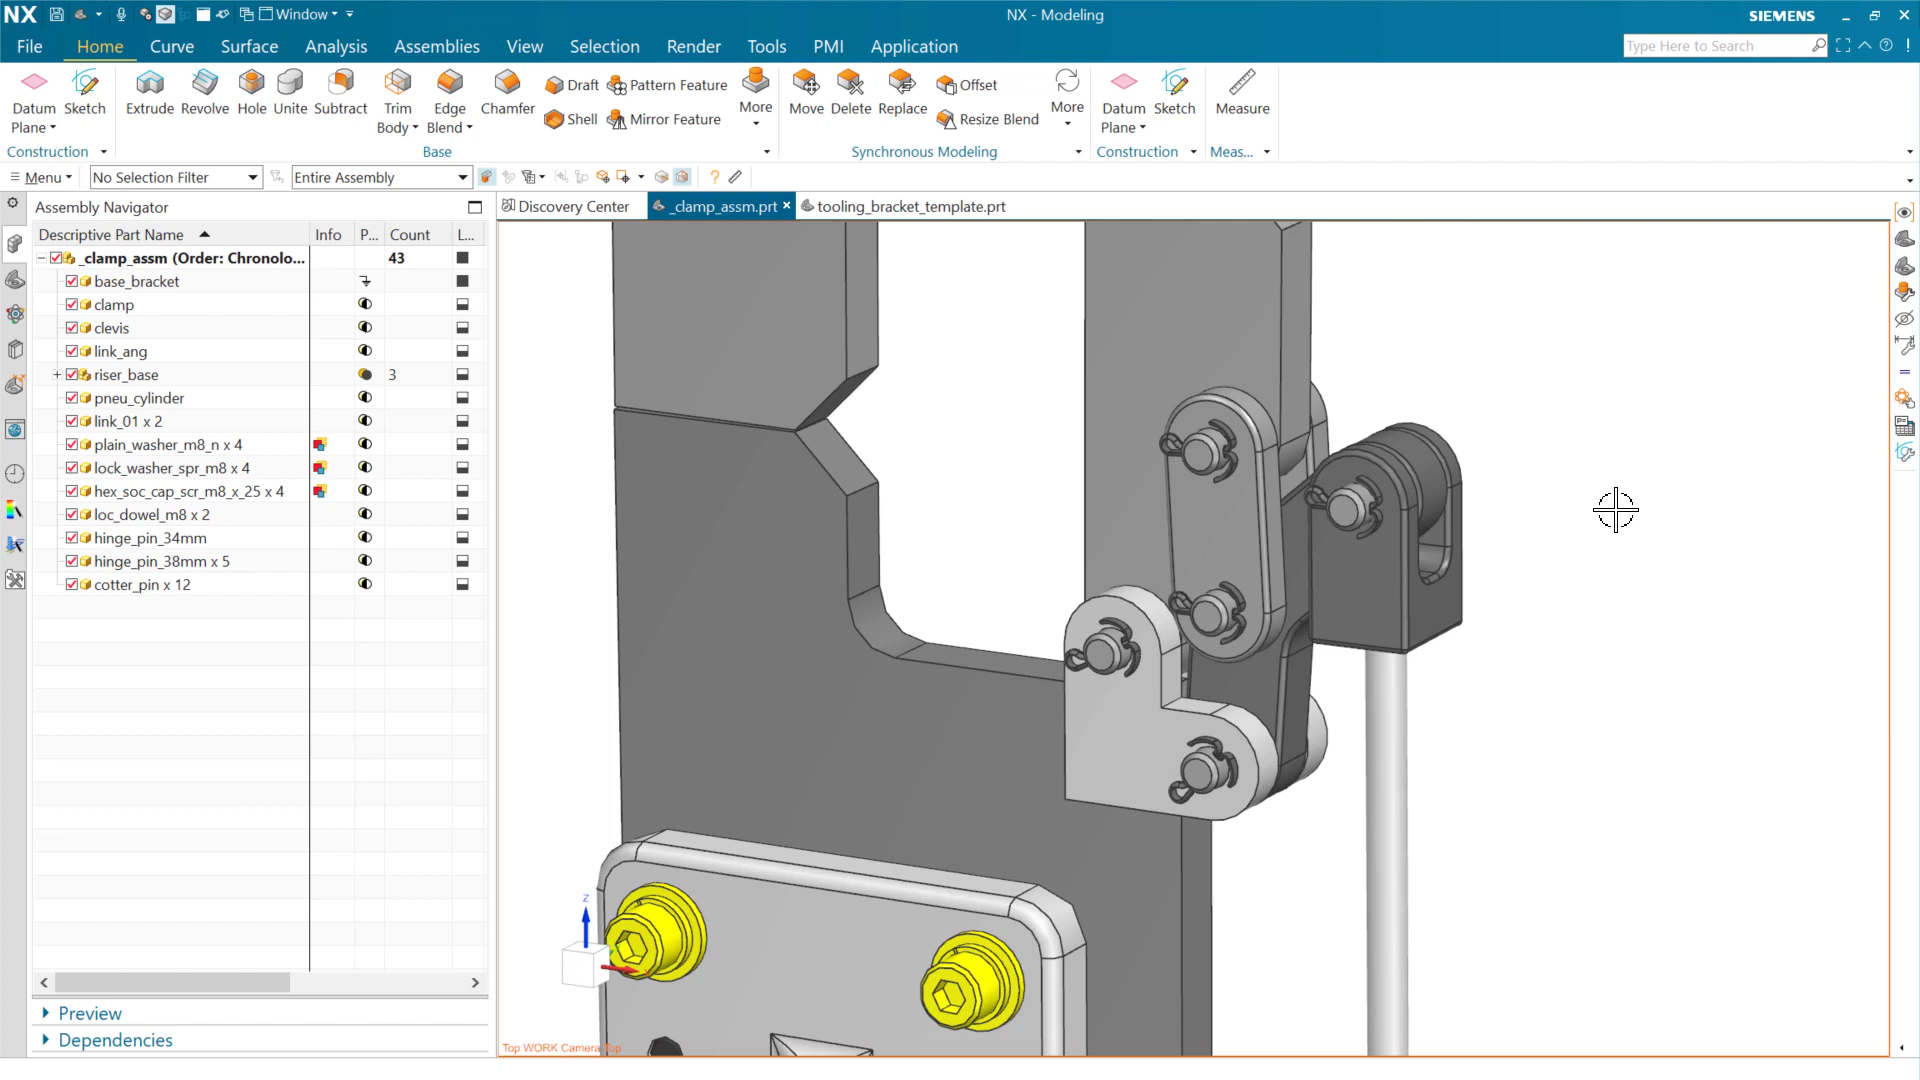 NX
Window
NX - Modeling
SIEMENS
File Home Curve Surface Analysis Assemblies View Selection Render Tools PMI Application
Type Here to Search
Datum Plane
Sketch
Extrude
Revolve
Hole
Unite
Subtract
Trim Body
Edge Blend
Chamfer
Draft
Shell
Pattern Feature
Mirror Feature
More
Move
Delete
Replace
Offset
Resize Blend
More
Datum Plane
Sketch
Measure
Construction
Base
Synchronous Modeling
Construction
Meas...
Menu
No Selection Filter
Entire Assembly
Assembly Navigator
Discovery Center
_clamp_assm.prt
tooling_bracket_template.prt
Descriptive Part Name Info P... Count L...
_clamp_assm (Order: Chronolo... 43
base_bracket
clamp
clevis
link_ang
riser_base 3
pneu_cylinder
link_01 x 2
plain_washer_m8_n x 4
lock_washer_spr_m8 x 4
hex_soc_cap_scr_m8_x_25 x 4
loc_dowel_m8 x 2
hinge_pin_34mm
hinge_pin_38mm x 5
cotter_pin x 12
Z
Preview
Dependencies
Top WORK Camera Top